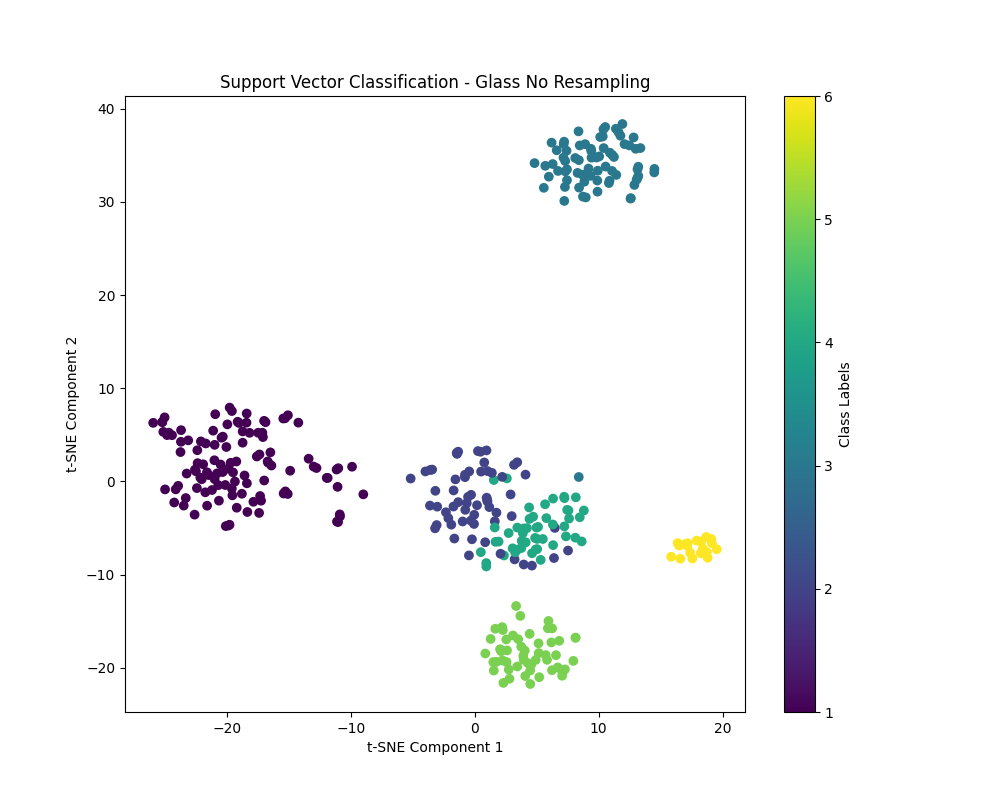 Support Vector Classification - Glass No Resampling
40
30
20
10
0
−10
−20
t-SNE Component 2
−20 −10 0 10 20
t-SNE Component 1
6
5
4
3
2
1
Class Labels